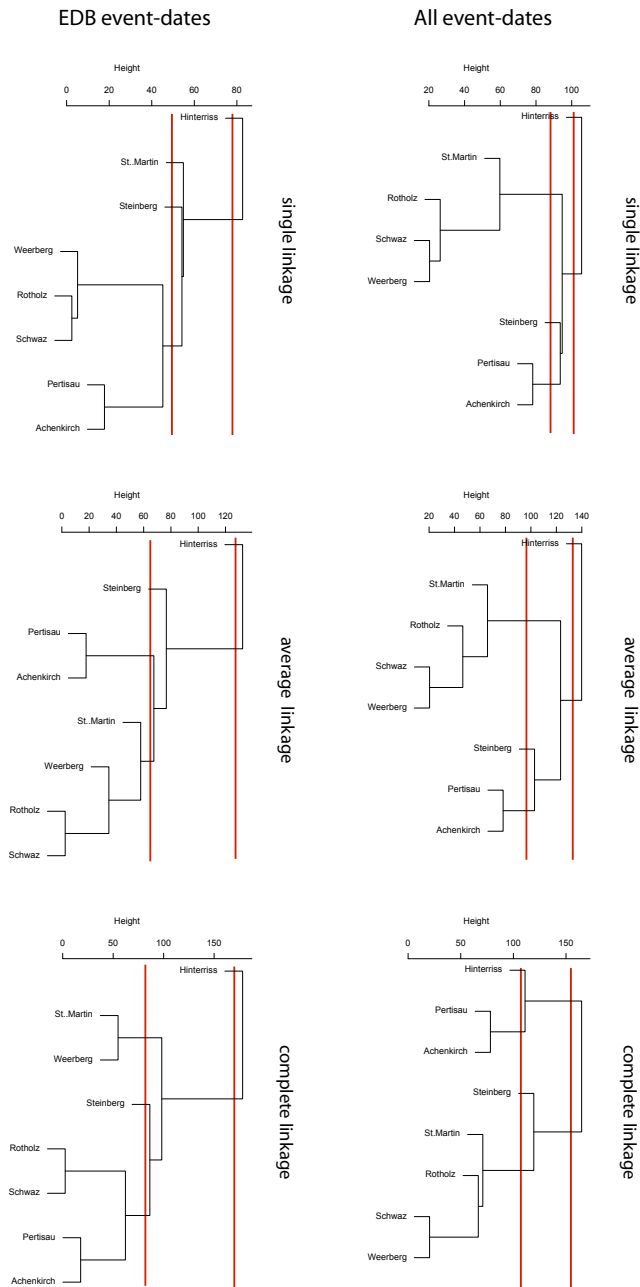 EDB event-dates
All event-dates
Height
0 20 40 60 80
Hinterriss
St..Martin
Steinberg
Weerberg
Rotholz
Schwaz
Pertisau
Achenkirch
single linkage
Height
20 40 60 80 100
Hinterriss
St.Martin
Rotholz
Schwaz
Weerberg
Steinberg
Pertisau
Achenkirch
single linkage
Height
0 20 40 60 80 100 120
Hinterriss
Steinberg
Pertisau
Achenkirch
St..Martin
Weerberg
Rotholz
Schwaz
average linkage
Height
20 40 60 80 100 120 140
Hinterriss
St.Martin
Rotholz
Schwaz
Weerberg
Steinberg
Pertisau
Achenkirch
average linkage
Height
0 50 100 150
Hinterriss
St..Martin
Weerberg
Steinberg
Rotholz
Schwaz
Pertisau
Achenkirch
complete linkage
Height
0 50 100 150
Hinterriss
Pertisau
Achenkirch
Steinberg
St.Martin
Rotholz
Schwaz
Weerberg
complete linkage